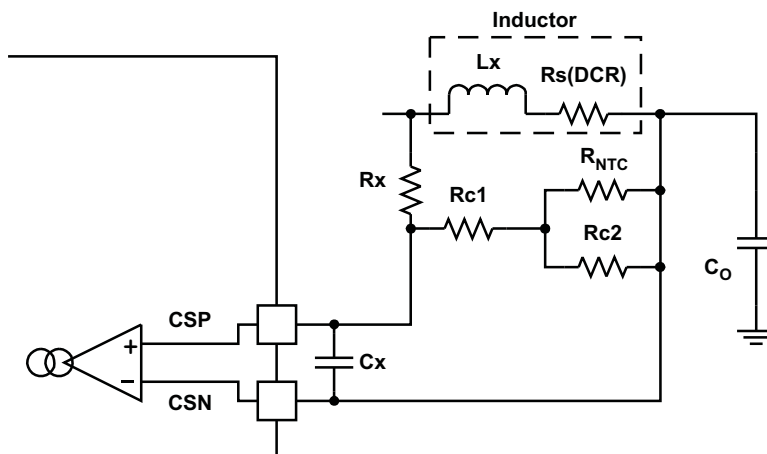 Inductor
Lx
Rs(DCR)
Rx
Rc1
RNTC
Rc2
CO
CSP
Cx
CSN
+
−